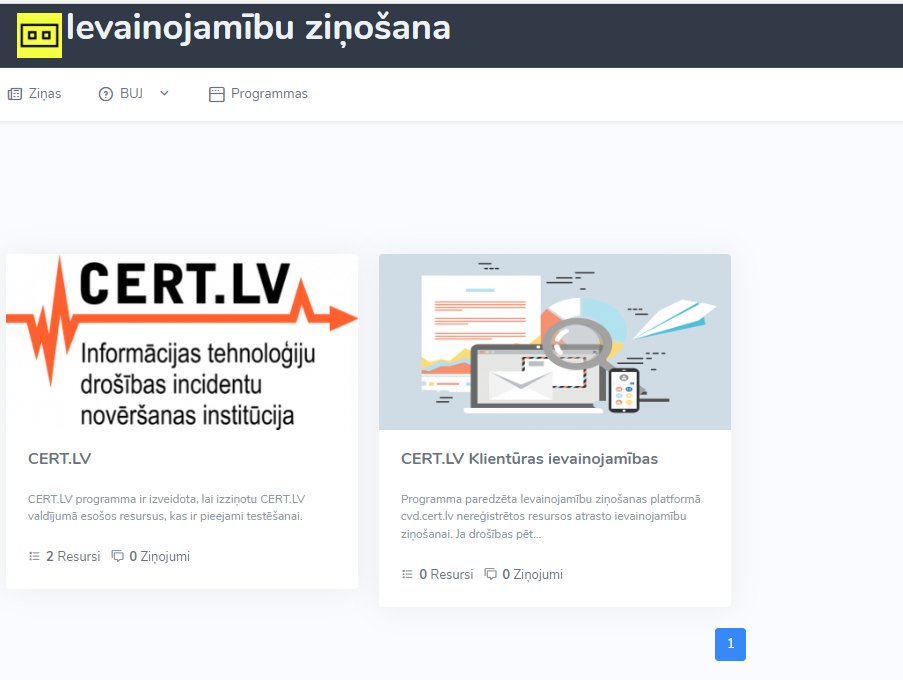 Ievainojamību ziņošana
Ziņas
BUJ
Programmas
CERT.LV
Informācijas tehnoloģiju
drošības incidentu
novēršanas institūcija
CERT.LV
CERT.LV programma ir izveidota, lai izziņotu CERT.LV
valdījumā esošos resursus, kas ir pieejami testēšanai.
2 Resursi
0 Ziņojumi
CERT.LV Klientūras ievainojamības
Programma paredzēta Ievainojamību ziņošanas platformā
cvd.cert.lv nereģistrētos resursos atrasto ievainojamību
ziņošanai. Ja drošības pēt...
0 Resursi
0 Ziņojumi
1